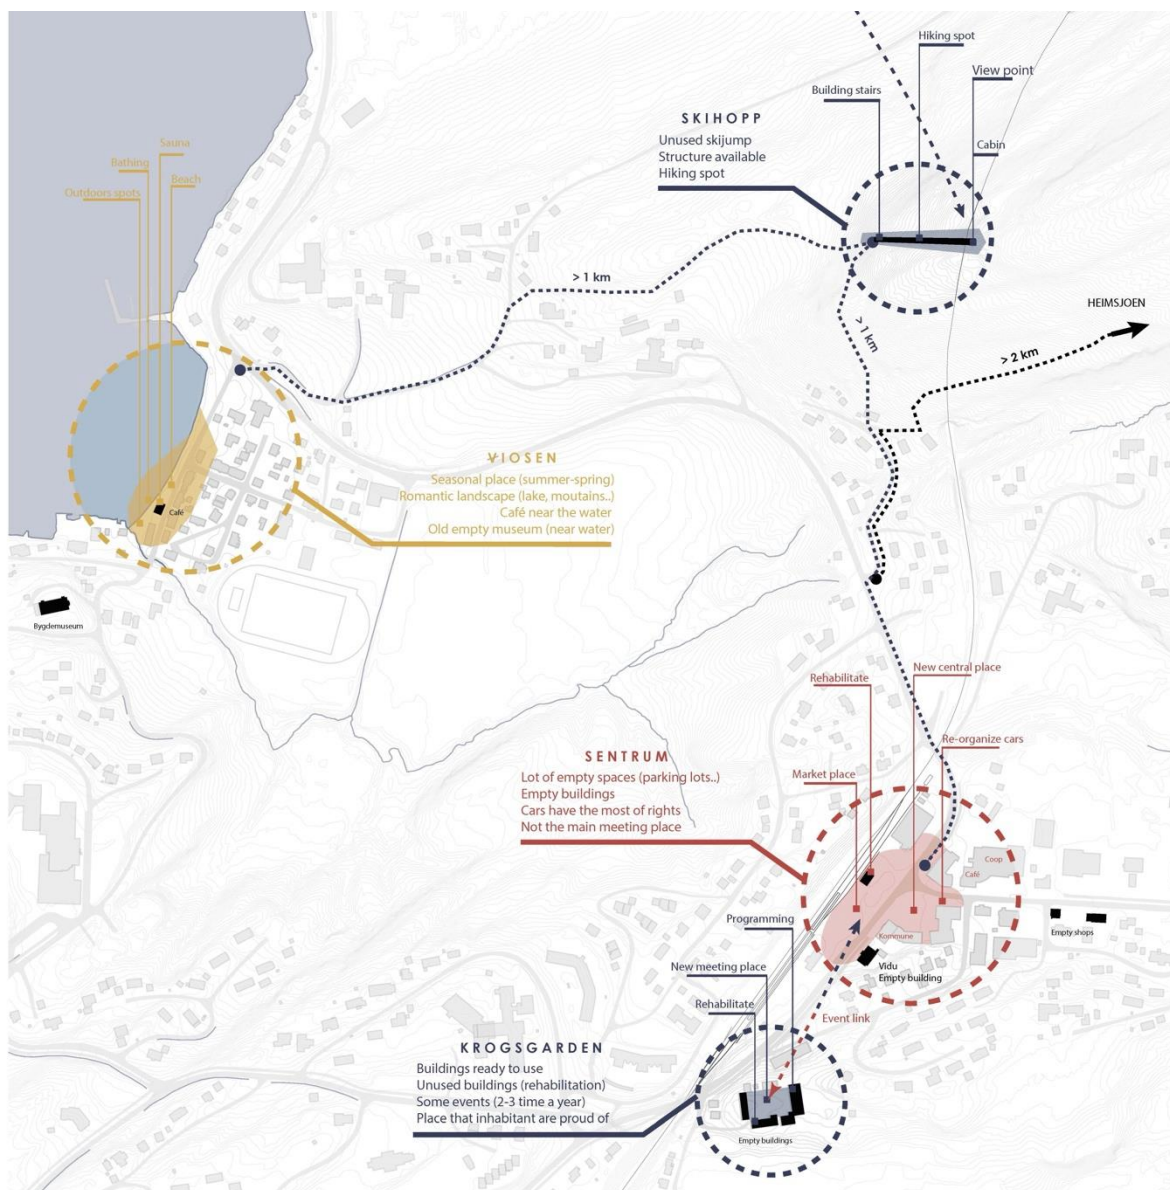 Hiking spot
View point
Building stairs
Cabin
SKIHOPP
Unused skijump
Structure available
Hiking spot
Sauna
Bathing
Beach
Outdoors spots
> 1 km
> 1 km
> 2 km
HEIMSJOEN
VIOSEN
Seasonal place (summer-spring)
Romantic landscape (lake, moutains..)
Café near the water
Old empty museum (near water)
Café
Bygdemuseum
Rehabilitate
New central place
Re-organize cars
Market place
SENTRUM
Lot of empty spaces (parking lots..)
Empty buildings
Cars have the most of rights
Not the main meeting place
Coop
Café
Kommune
Empty shops
Vidu
Empty building
Event link
Programming
New meeting place
Rehabilitate
KROGSGARDEN
Buildings ready to use
Unused buildings (rehabilitation)
Some events (2-3 time a year)
Place that inhabitant are proud of
Empty buildings